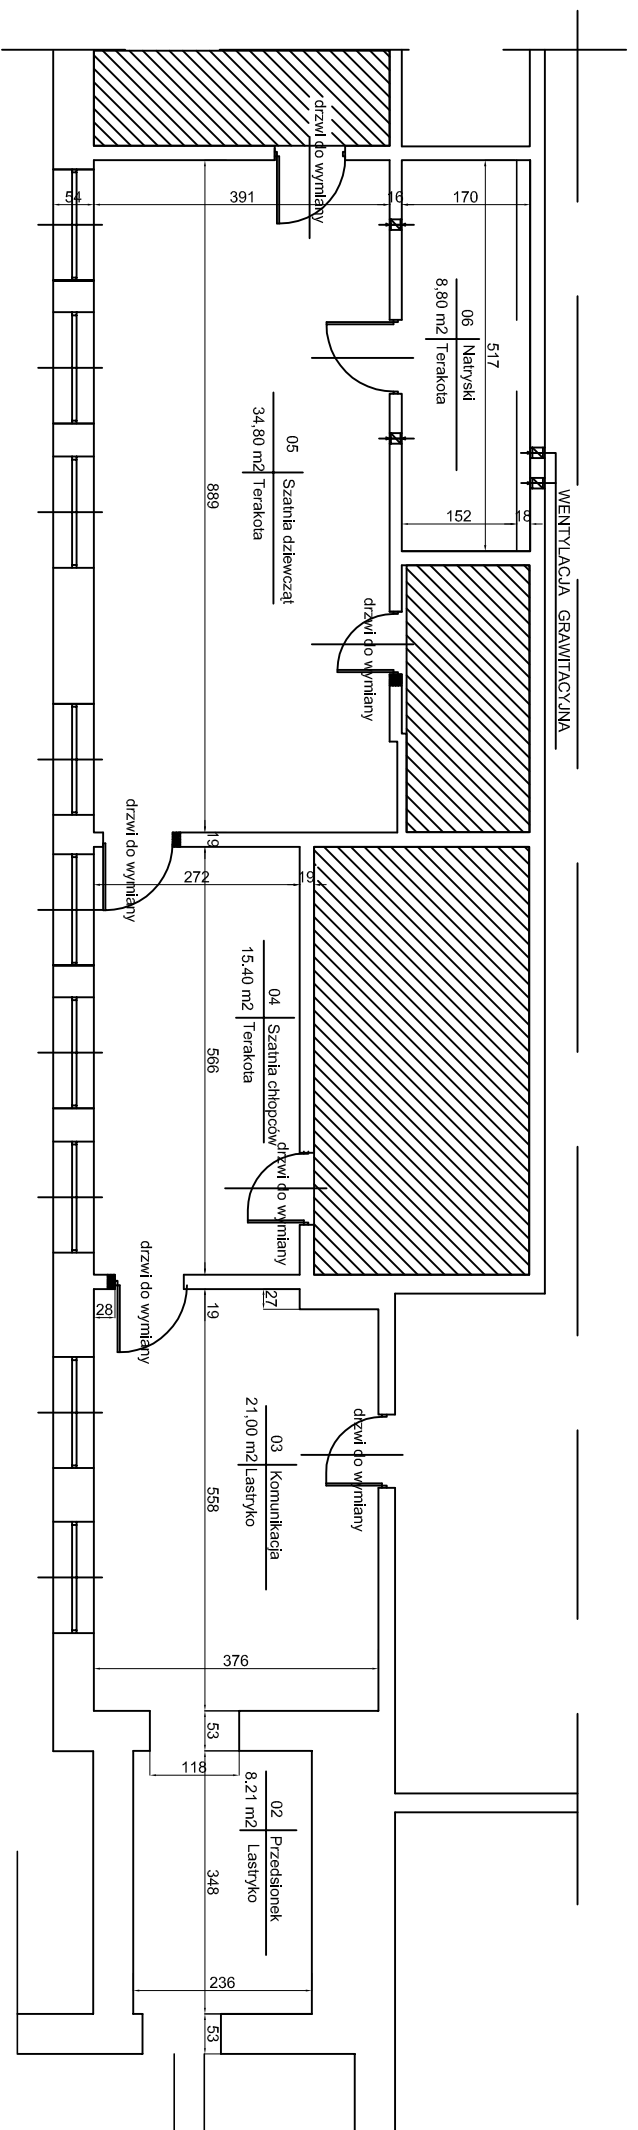 drzwi do wymiany
54
391
16
170
06 Natryski
8,80 m2 Terakota
517
05 Szatnia dziewcząt
34,80 m2 Terakota
889
152
18
WENTYLACJA GRAWITACYJNA
drzwi do wymiany
drzwi do wymiany
19
272
19
04 Szatnia chłopców
15.40 m2 Terakota
566
drzwi do wymiany
drzwi do wymiany
28
19
27
03 Komunikacja
21,00 m2 Lastryko
drzwi do wymiany
558
376
53
118
02 Przedsionek
8.21 m2 Lastryko
348
236
53